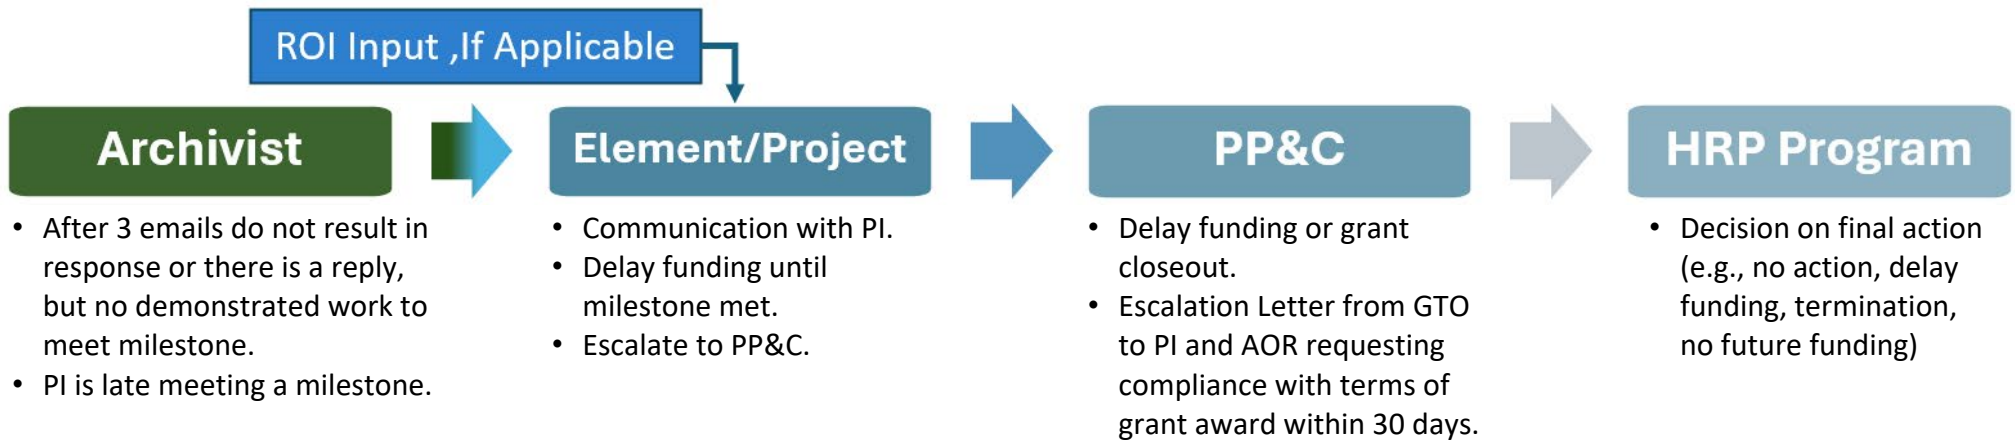 ROI Input ,If Applicable
Archivist
• After 3 emails do not result in
response or there is a reply,
but no demonstrated work to
meet milestone.
• PI is late meeting a milestone.
Element/Project
• Communication with PI.
• Delay funding until
milestone met.
• Escalate to PP&C.
PP&C
• Delay funding or grant
closeout.
• Escalation Letter from GTO
to PI and AOR requesting
compliance with terms of
grant award within 30 days.
HRP Program
• Decision on final action
(e.g., no action, delay
funding, termination,
no future funding)